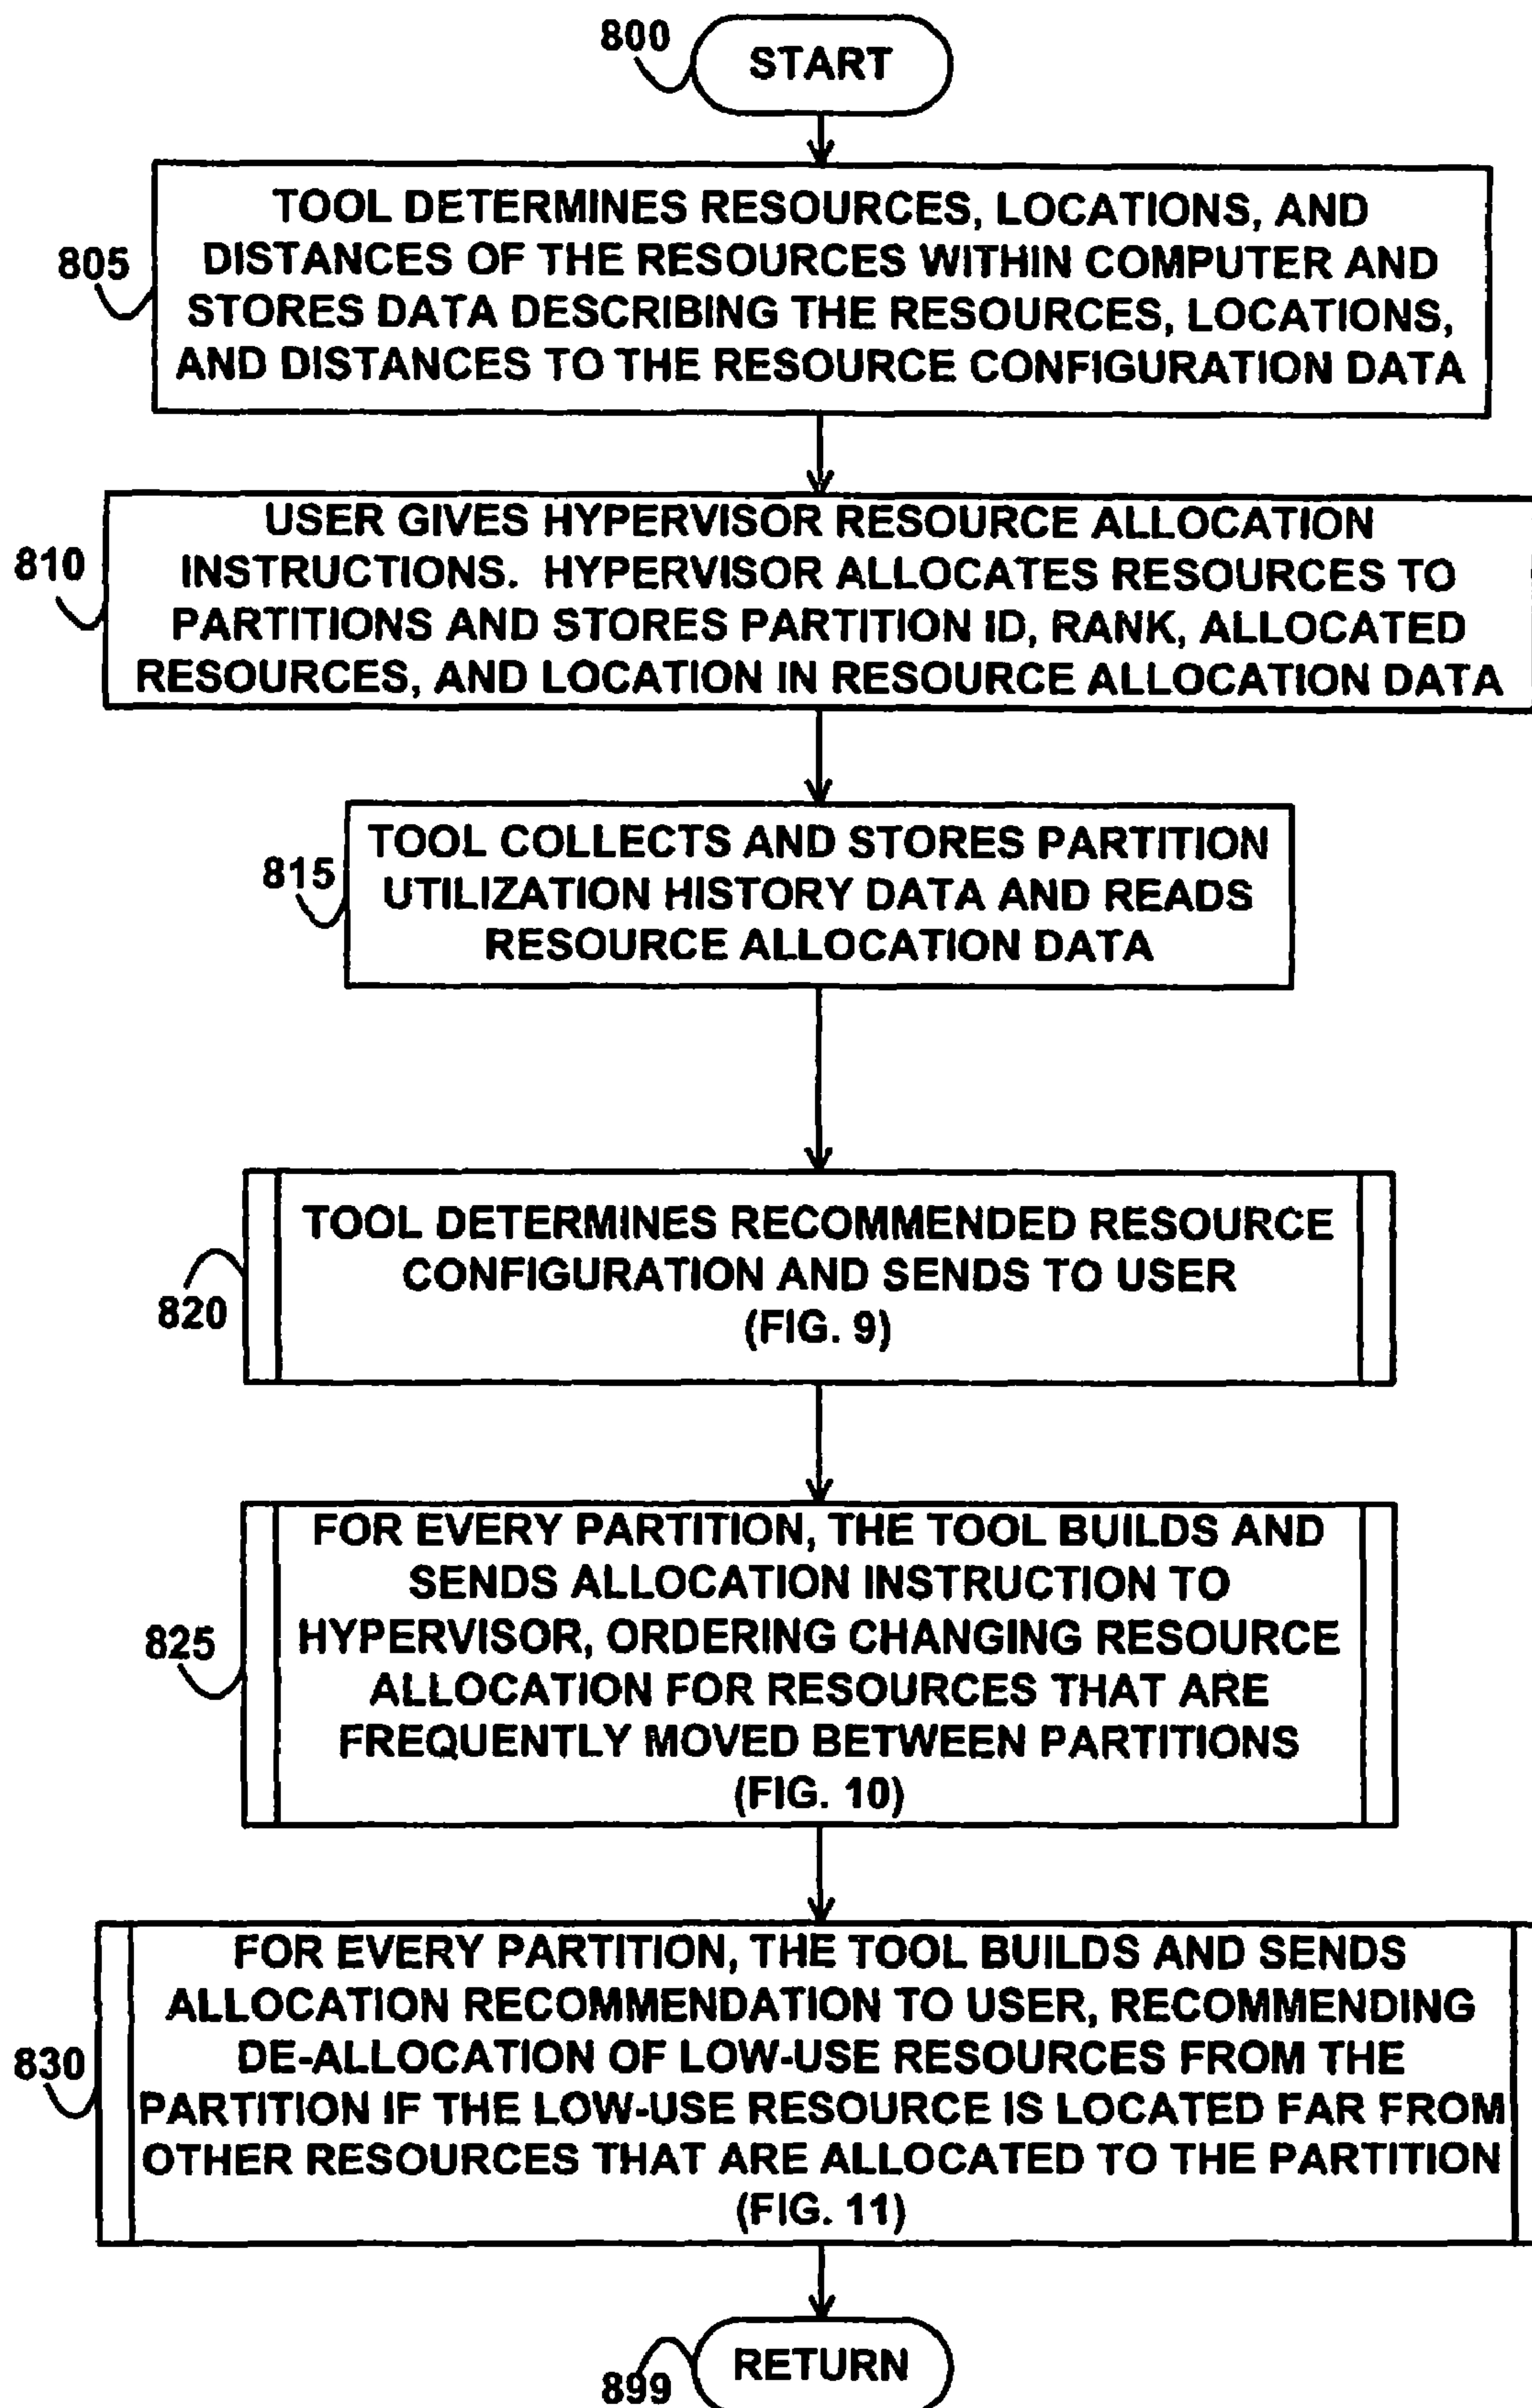 800
START
805
TOOL DETERMINES RESOURCES, LOCATIONS, AND
DISTANCES OF THE RESOURCES WITHIN COMPUTER AND
STORES DATA DESCRIBING THE RESOURCES, LOCATIONS,
AND DISTANCES TO THE RESOURCE CONFIGURATION DATA
810
USER GIVES HYPERVISOR RESOURCE ALLOCATION
INSTRUCTIONS. HYPERVISOR ALLOCATES RESOURCES TO
PARTITIONS AND STORES PARTITION ID, RANK, ALLOCATED
RESOURCES, AND LOCATION IN RESOURCE ALLOCATION DATA
815
TOOL COLLECTS AND STORES PARTITION
UTILIZATION HISTORY DATA AND READS
RESOURCE ALLOCATION DATA
820
TOOL DETERMINES RECOMMENDED RESOURCE
CONFIGURATION AND SENDS TO USER
(FIG. 9)
825
FOR EVERY PARTITION, THE TOOL BUILDS AND
SENDS ALLOCATION INSTRUCTION TO
HYPERVISOR, ORDERING CHANGING RESOURCE
ALLOCATION FOR RESOURCES THAT ARE
FREQUENTLY MOVED BETWEEN PARTITIONS
(FIG. 10)
830
FOR EVERY PARTITION, THE TOOL BUILDS AND SENDS
ALLOCATION RECOMMENDATION TO USER, RECOMMENDING
DE-ALLOCATION OF LOW-USE RESOURCES FROM THE
PARTITION IF THE LOW-USE RESOURCE IS LOCATED FAR FROM
OTHER RESOURCES THAT ARE ALLOCATED TO THE PARTITION
(FIG. 11)
899
RETURN